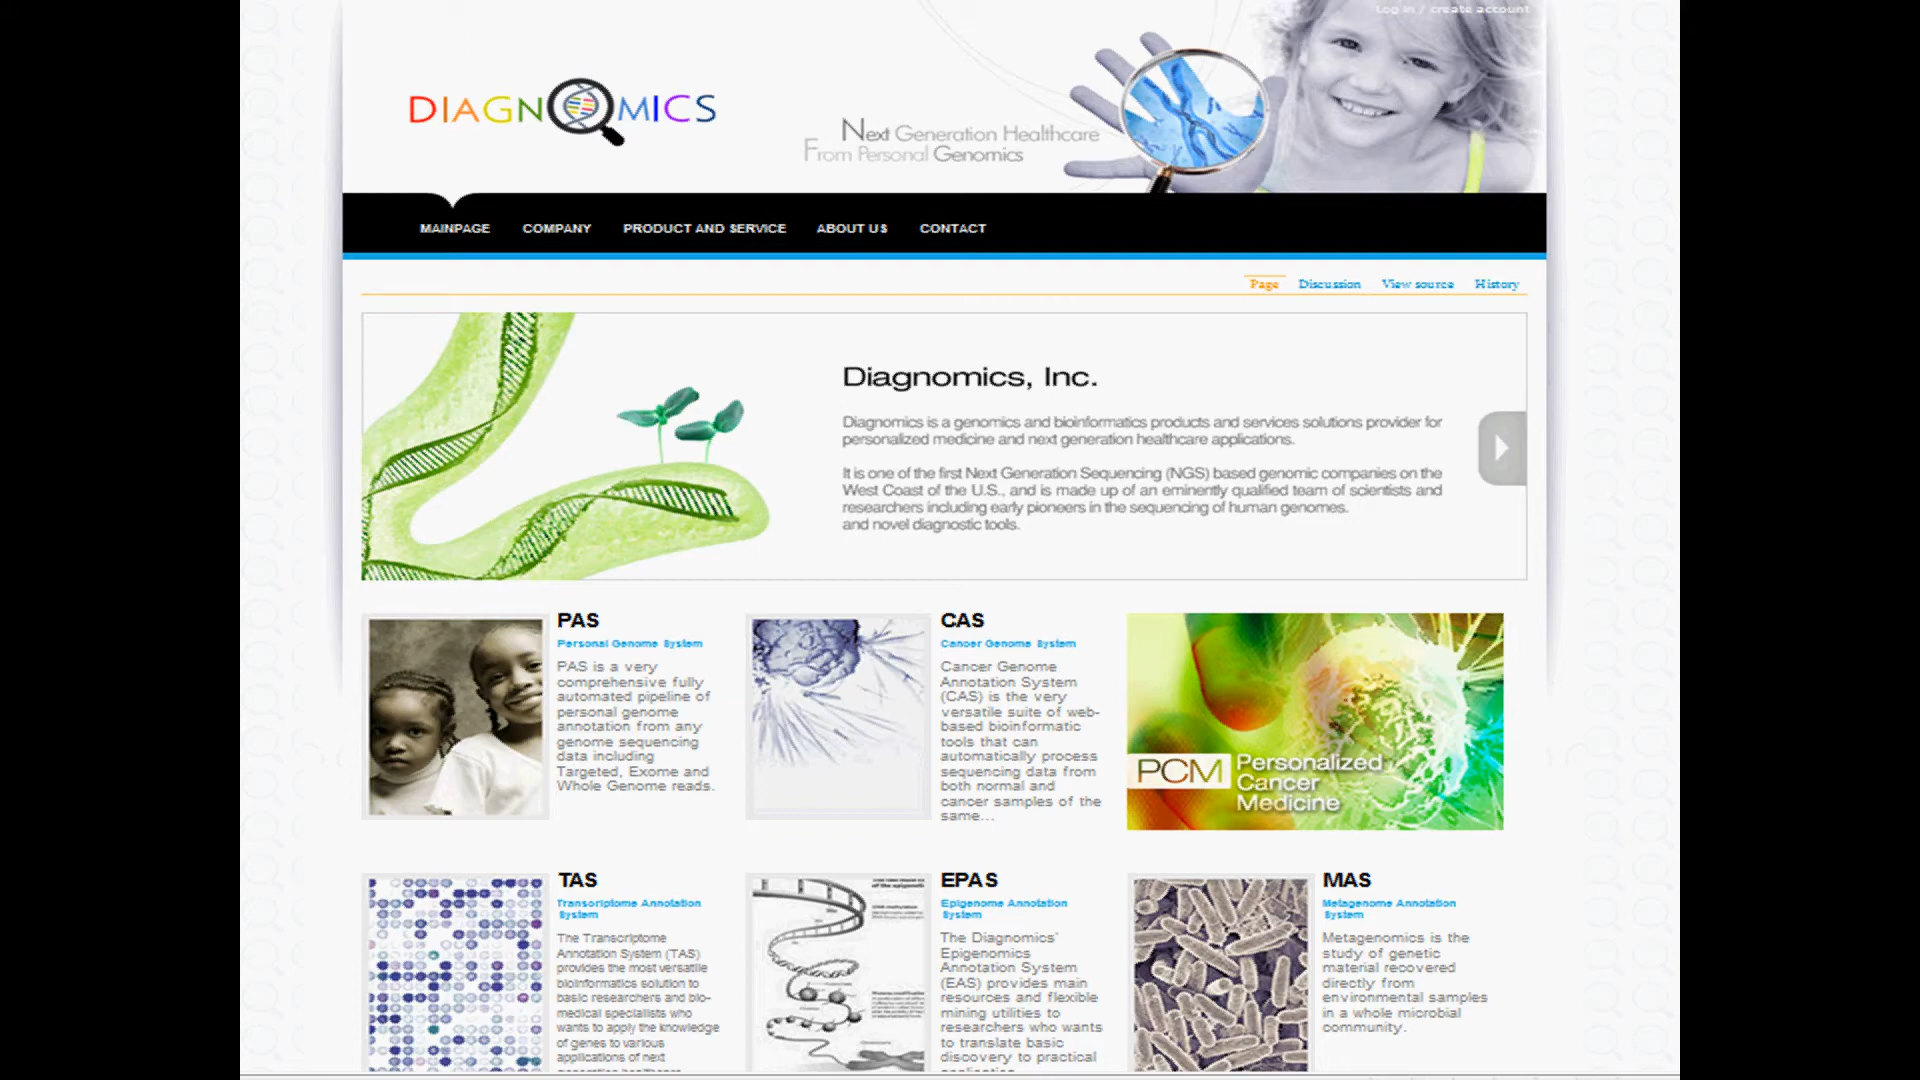 Log in / create account
DIAGNOMICS
Next Generation Healthcare
From Personal Genomics
MAINPAGE COMPANY PRODUCT AND SERVICE ABOUT US CONTACT
Page Discussion View source History
Diagnomics, Inc.
Diagnomics is a genomics and bioinformatics products and services solutions provider for
personalized medicine and next generation healthcare applications.
It is one of the first Next Generation Sequencing (NGS) based genomic companies on the
West Coast of the U.S., and is made up of an eminently qualified team of scientists and
researchers including early pioneers in the sequencing of human genomes.
and novel diagnostic tools.
PAS
Personal Genome System
PAS is a very
comprehensive fully
automated pipeline of
personal genome
annotation from any
genome sequencing
data including
Targeted, Exome and
Whole Genome reads.
CAS
Cancer Genome System
Cancer Genome
Annotation System
(CAS) is the very
versatile suite of web-
based bioinformatic
tools that can
automatically process
sequencing data from
both normal and
cancer samples of the
same...
PCM Personalized
Cancer
Medicine
TAS
Transcriptome Annotation
System
The Transcriptome
Annotation System (TAS)
provides the most versatile
bioinformatics solution to
basic researchers and bio-
medical specialists who
wants to apply the knowledge
of genes to various
applications of next
generation healthcare
EPAS
Epigenome Annotation
System
The Diagnomics'
Epigenomics
Annotation System
(EAS) provides main
resources and flexible
mining utilities to
researchers who wants
to translate basic
discovery to practical
application
MAS
Metagenome Annotation
System
Metagenomics is the
study of genetic
material recovered
directly from
environmental samples
in a whole microbial
community.